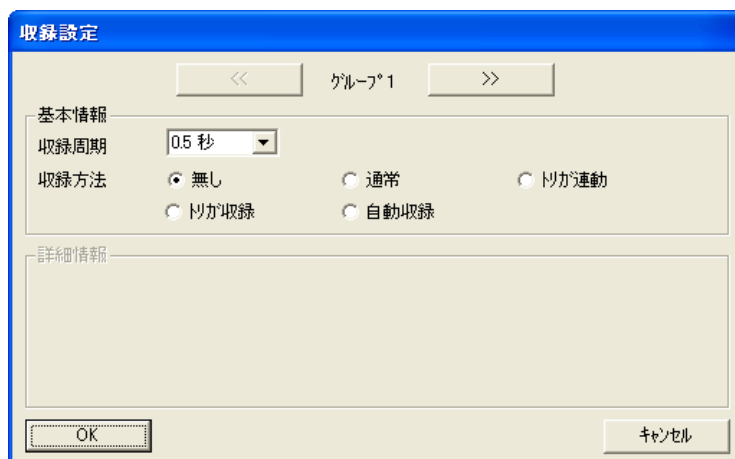 収録設定
<< ｸﾞﾙｰﾌﾟ1 >>
基本情報
収録周期 0.5 秒
収録方法 無し 通常 ﾄﾘｶﾞ連動
ﾄﾘｶﾞ収録 自動収録
詳細情報
OK ｷｬﾝｾﾙ